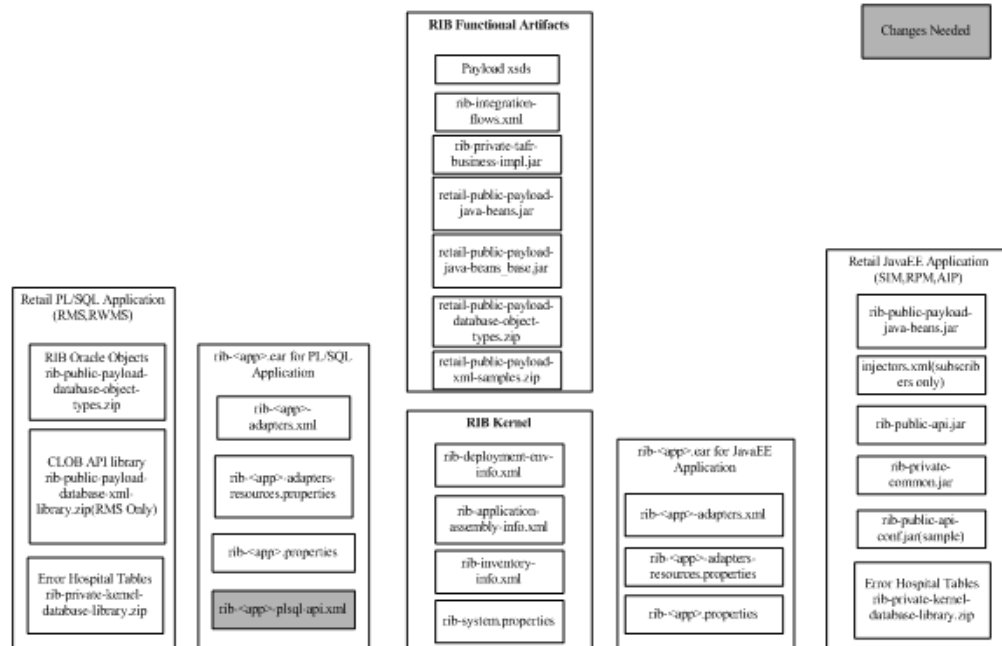 RIB Functional Artifacts
Payload xsds
rib-integration-
flows.xml
rib-private-tafr-
business-impl.jar
retail-public-payload-
java-beans.jar
retail-public-payload-
java-beans_base.jar
retail-public-payload-
database-object-
types.zip
retail-public-payload-
xml-samples.zip
Changes Needed
Retail PL/SQL Application
(RMS,RWMS)
RIB Oracle Objects
rib-public-payload-
database-object-
types.zip
CLOB API library
rib-public-payload-
database-xml-
library.zip(RMS Only)
Error Hospital Tables
rib-private-kernel-
database-library.zip
rib-<app>.ear for PL/SQL
Application
rib-<app>-
adapters.xml
rib-<app>-adapters-
resources.properties
rib-<app>.properties
rib-<app>-plsql-api.xml
RIB Kernel
rib-deployment-env-
info.xml
rib-application-
assembly-info.xml
rib-inventory-
info.xml
rib-system.properties
rib-<app>.ear for JavaEE
Application
rib-<app>-adapters.xml
rib-<app>-adapters-
resources.properties
rib-<app>.properties
Retail JavaEE Application
(SIM,RPM,AIP)
rib-public-payload-
java-beans.jar
injectors.xml(subscri
bers only)
rib-public-api.jar
rib-private-
common.jar
rib-public-api-
conf.jar(sample)
Error Hospital Tables
rib-private-kernel-
database-library.zip